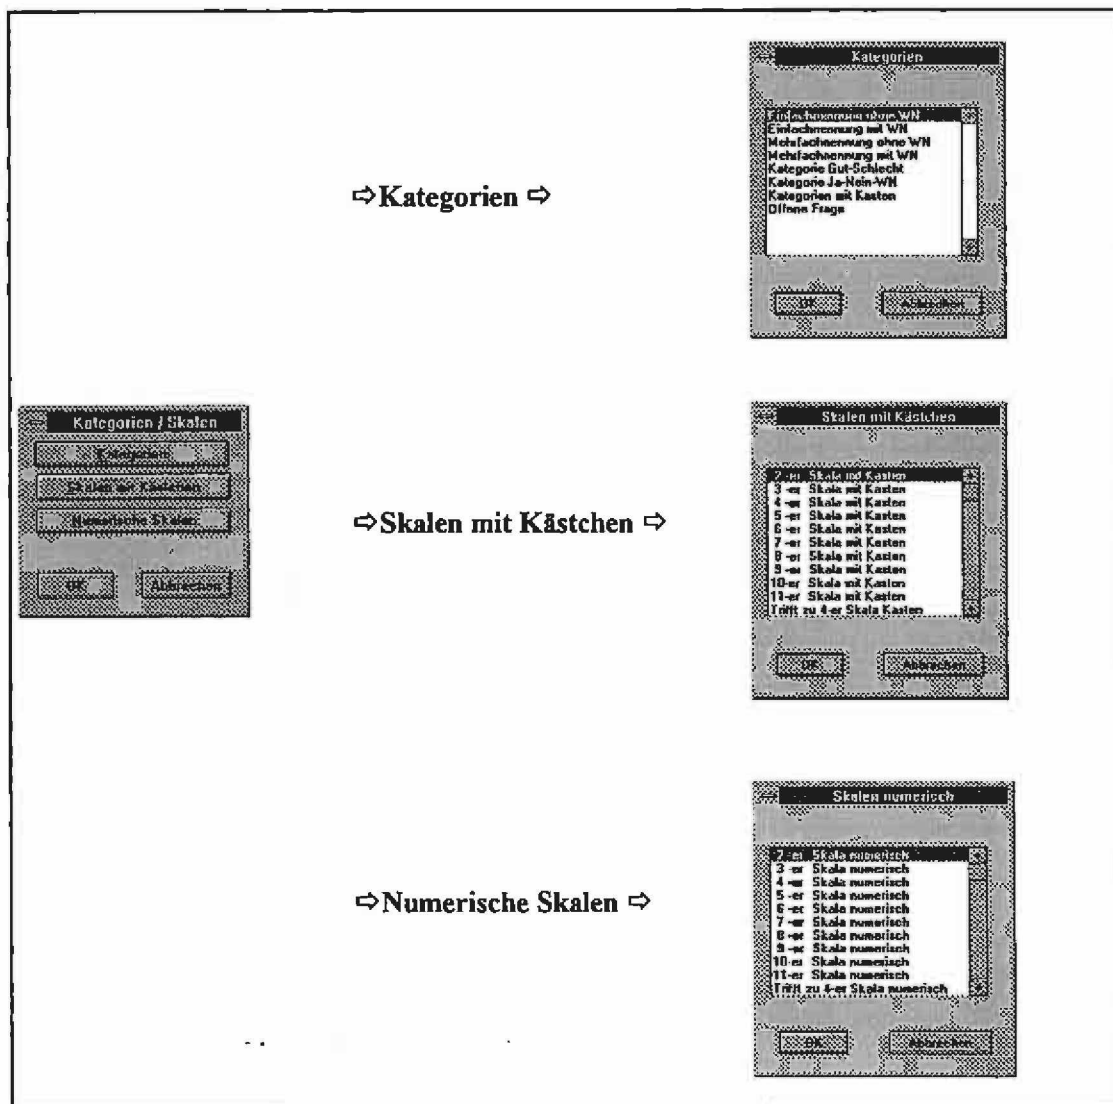 Kategorien
Einfachnennung ohne WN
Einfachnennung mit WN
Mehrfachnennung ohne WN
Mehrfachnennung mit WN
Kategorie Gut-Schlecht
Kategorie Ja-Nein-WN
Kategorien mit Kasten
Offene Frage
OK
Abbrechen
⇨Kategorien ⇨
Kategorien / Skalen
Kategorien
Skalen mit Kästchen
Numerische Skalen
OK
Abbrechen
⇨Skalen mit Kästchen ⇨
Skalen mit Kästchen
2 -er Skala mit Kasten
3 -er Skala mit Kasten
4 -er Skala mit Kasten
5 -er Skala mit Kasten
6 -er Skala mit Kasten
7 -er Skala mit Kasten
8 -er Skala mit Kasten
9 -er Skala mit Kasten
10-er Skala mit Kasten
11-er Skala mit Kasten
Trifft zu 4-er Skala Kasten
OK
Abbrechen
⇨Numerische Skalen ⇨
Skalen numerisch
2 -er Skala numerisch
3 -er Skala numerisch
4 -er Skala numerisch
5 -er Skala numerisch
6 -er Skala numerisch
7 -er Skala numerisch
8 -er Skala numerisch
9 -er Skala numerisch
10-er Skala numerisch
11-er Skala numerisch
Trifft zu 4-er Skala numerisch
OK
Abbrechen